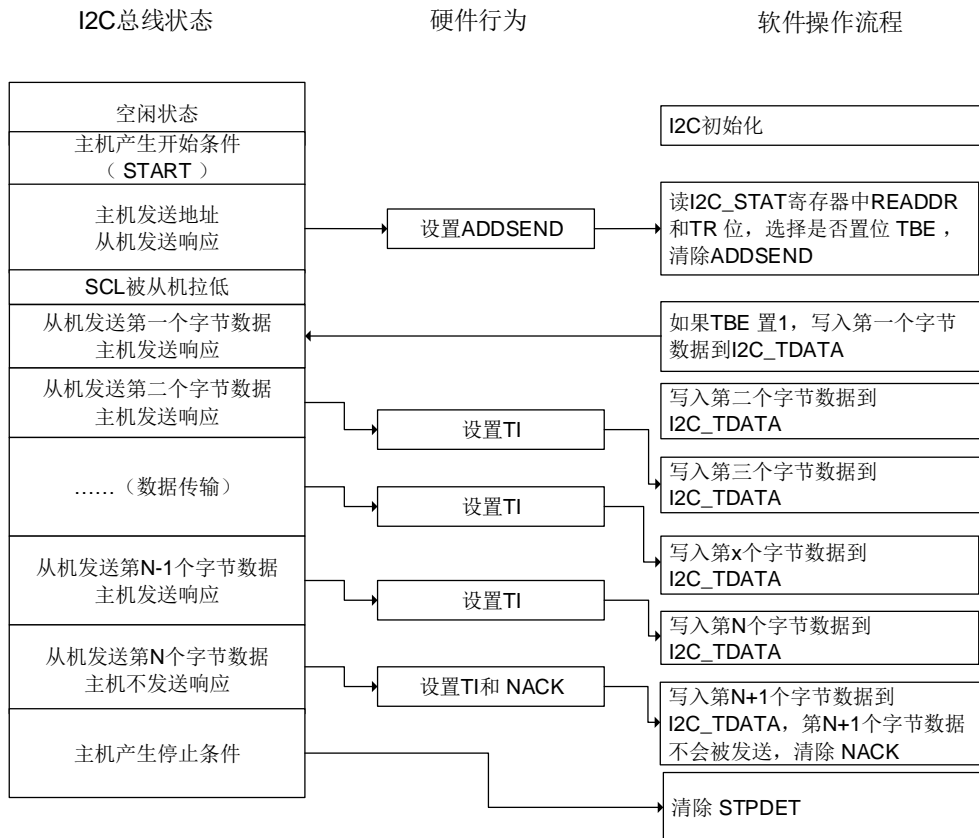 I2C总线状态
硬件行为
软件操作流程
空闲状态
I2C初始化
主机产生开始条件
（ START ）
主机发送地址
从机发送响应
设置ADDSEND
读I2C_STAT寄存器中READDR
和TR 位，选择是否置位 TBE ，
清除ADDSEND
SCL被从机拉低
从机发送第一个字节数据
主机发送响应
如果TBE 置1，写入第一个字节
数据到I2C_TDATA
从机发送第二个字节数据
主机发送响应
设置TI
写入第二个字节数据到
I2C_TDATA
写入第三个字节数据到
I2C_TDATA
……（数据传输）
设置TI
写入第x个字节数据到
I2C_TDATA
从机发送第N-1个字节数据
主机发送响应
设置TI
写入第N个字节数据到
I2C_TDATA
从机发送第N个字节数据
主机不发送响应
设置TI和 NACK
写入第N+1个字节数据到
I2C_TDATA，第N+1个字节数据
不会被发送，清除 NACK
主机产生停止条件
清除 STPDET